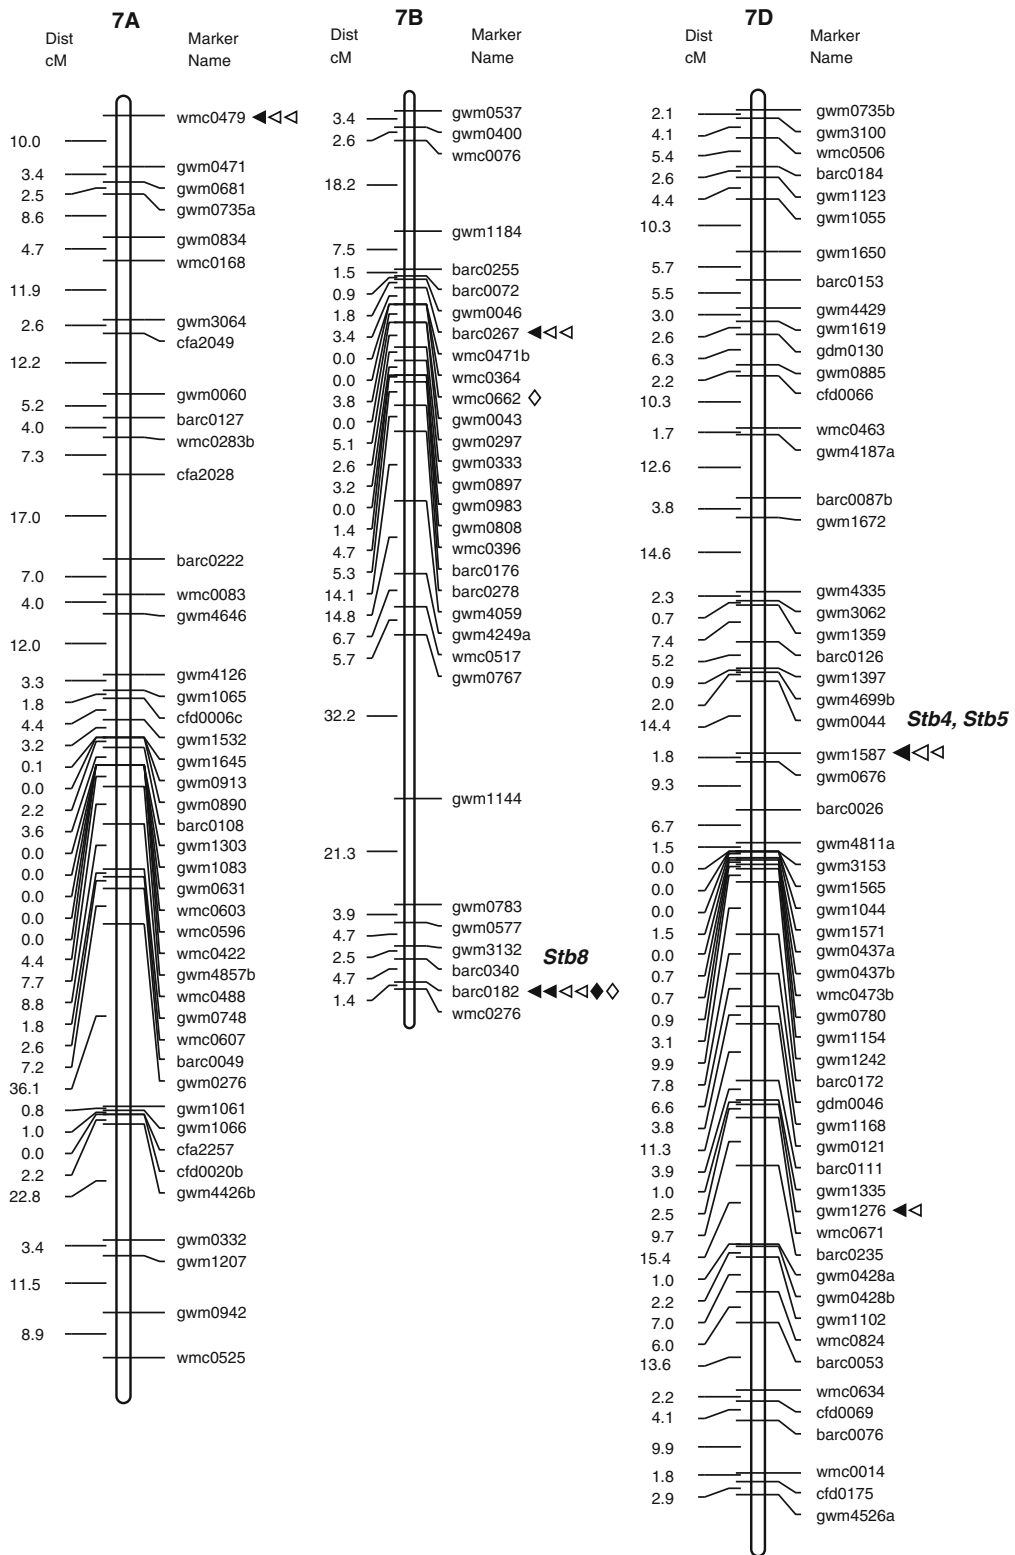 7A
Dist
cM
Marker
Name
wmc0479
10.0
gwm0471
3.4
gwm0681
2.5
gwm0735a
8.6
gwm0834
4.7
wmc0168
11.9
gwm3064
2.6
cfa2049
12.2
gwm0060
5.2
barc0127
4.0
wmc0283b
7.3
cfa2028
17.0
barc0222
7.0
wmc0083
4.0
gwm4646
12.0
gwm4126
3.3
gwm1065
1.8
cfd0006c
4.4
gwm1532
3.2
gwm1645
0.1
gwm0913
0.0
gwm0890
2.2
barc0108
3.6
gwm1303
0.0
gwm1083
0.0
gwm0631
0.0
wmc0603
0.0
wmc0596
0.0
wmc0422
4.4
gwm4857b
7.7
wmc0488
8.8
gwm0748
1.8
wmc0607
2.6
barc0049
7.2
gwm0276
36.1
gwm1061
0.8
gwm1066
1.0
cfa2257
0.0
cfd0020b
2.2
gwm4426b
22.8
gwm0332
3.4
gwm1207
11.5
gwm0942
8.9
wmc0525
7B
Dist
cM
Marker
Name
gwm0537
3.4
gwm0400
2.6
wmc0076
18.2
gwm1184
7.5
barc0255
1.5
barc0072
0.9
gwm0046
1.8
barc0267
3.4
wmc0471b
0.0
wmc0364
0.0
wmc0662
3.8
gwm0043
0.0
gwm0297
5.1
gwm0333
2.6
gwm0897
3.2
gwm0983
0.0
gwm0808
1.4
wmc0396
4.7
barc0176
5.3
barc0278
14.1
gwm4059
14.8
gwm4249a
6.7
wmc0517
5.7
gwm0767
32.2
gwm1144
21.3
gwm0783
3.9
gwm0577
4.7
gwm3132
2.5
barc0340
Stb8
4.7
barc0182
1.4
wmc0276
7D
Dist
cM
Marker
Name
gwm0735b
2.1
gwm3100
4.1
wmc0506
5.4
barc0184
2.6
gwm1123
4.4
gwm1055
10.3
gwm1650
5.7
barc0153
5.5
gwm4429
3.0
gwm1619
2.6
gdm0130
6.3
gwm0885
2.2
cfd0066
10.3
wmc0463
1.7
gwm4187a
12.6
barc0087b
3.8
gwm1672
14.6
gwm4335
2.3
gwm3062
0.7
gwm1359
7.4
barc0126
5.2
gwm1397
0.9
gwm4699b
2.0
gwm0044
Stb4, Stb5
14.4
gwm1587
1.8
gwm0676
9.3
barc0026
6.7
gwm4811a
1.5
gwm3153
0.0
gwm1565
0.0
gwm1044
0.0
gwm1571
1.5
gwm0437a
0.0
gwm0437b
0.7
wmc0473b
0.7
gwm0780
0.9
gwm1154
3.1
gwm1242
9.9
barc0172
7.8
gdm0046
6.6
gwm1168
3.8
gwm0121
11.3
barc0111
3.9
gwm1335
1.0
gwm1276
2.5
wmc0671
9.7
barc0235
15.4
gwm0428a
1.0
gwm0428b
2.2
gwm1102
7.0
wmc0824
6.0
barc0053
13.6
wmc0634
2.2
cfd0069
4.1
barc0076
9.9
wmc0014
1.8
cfd0175
2.9
gwm4526a